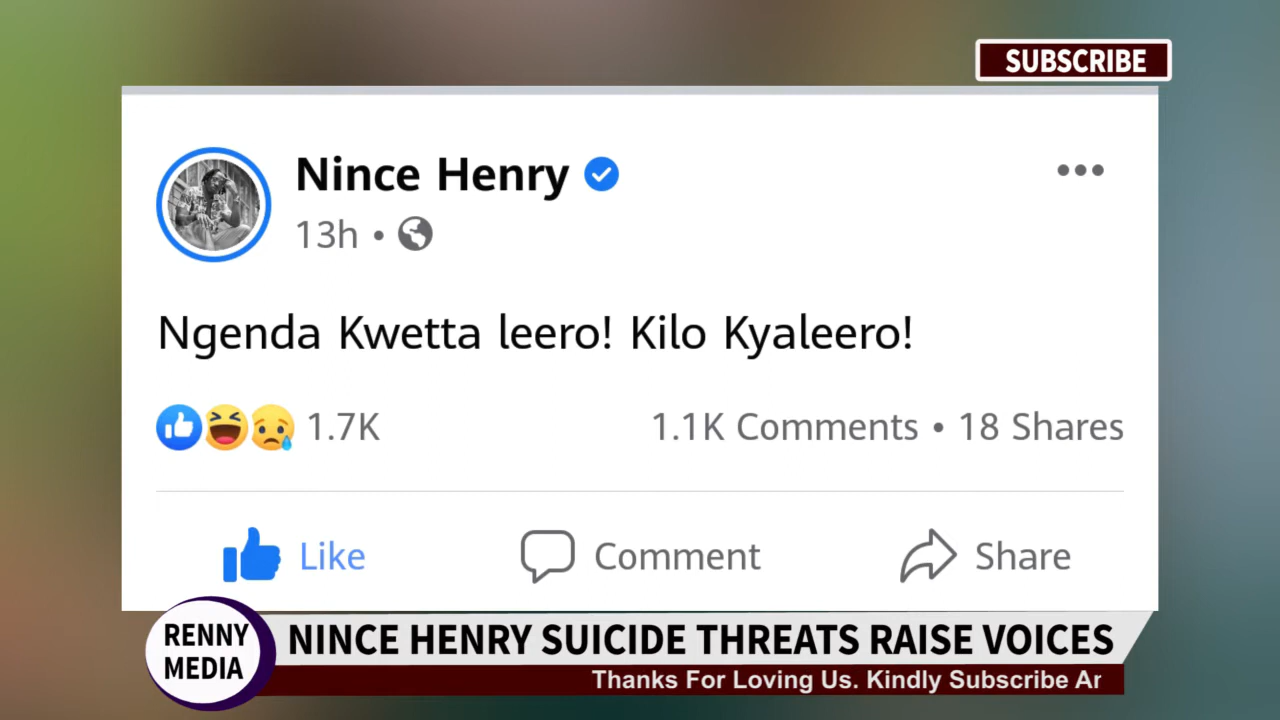 SUBSCRIBE
Nince Henry
13h •
Ngenda Kwetta leero! Kilo Kyaleero!
1.7K
1.1K Comments • 18 Shares
Like
Comment
Share
RENNY
MEDIA
NINCE HENRY SUICIDE THREATS RAISE VOICES
Thanks For Loving Us. Kindly Subscribe Ar